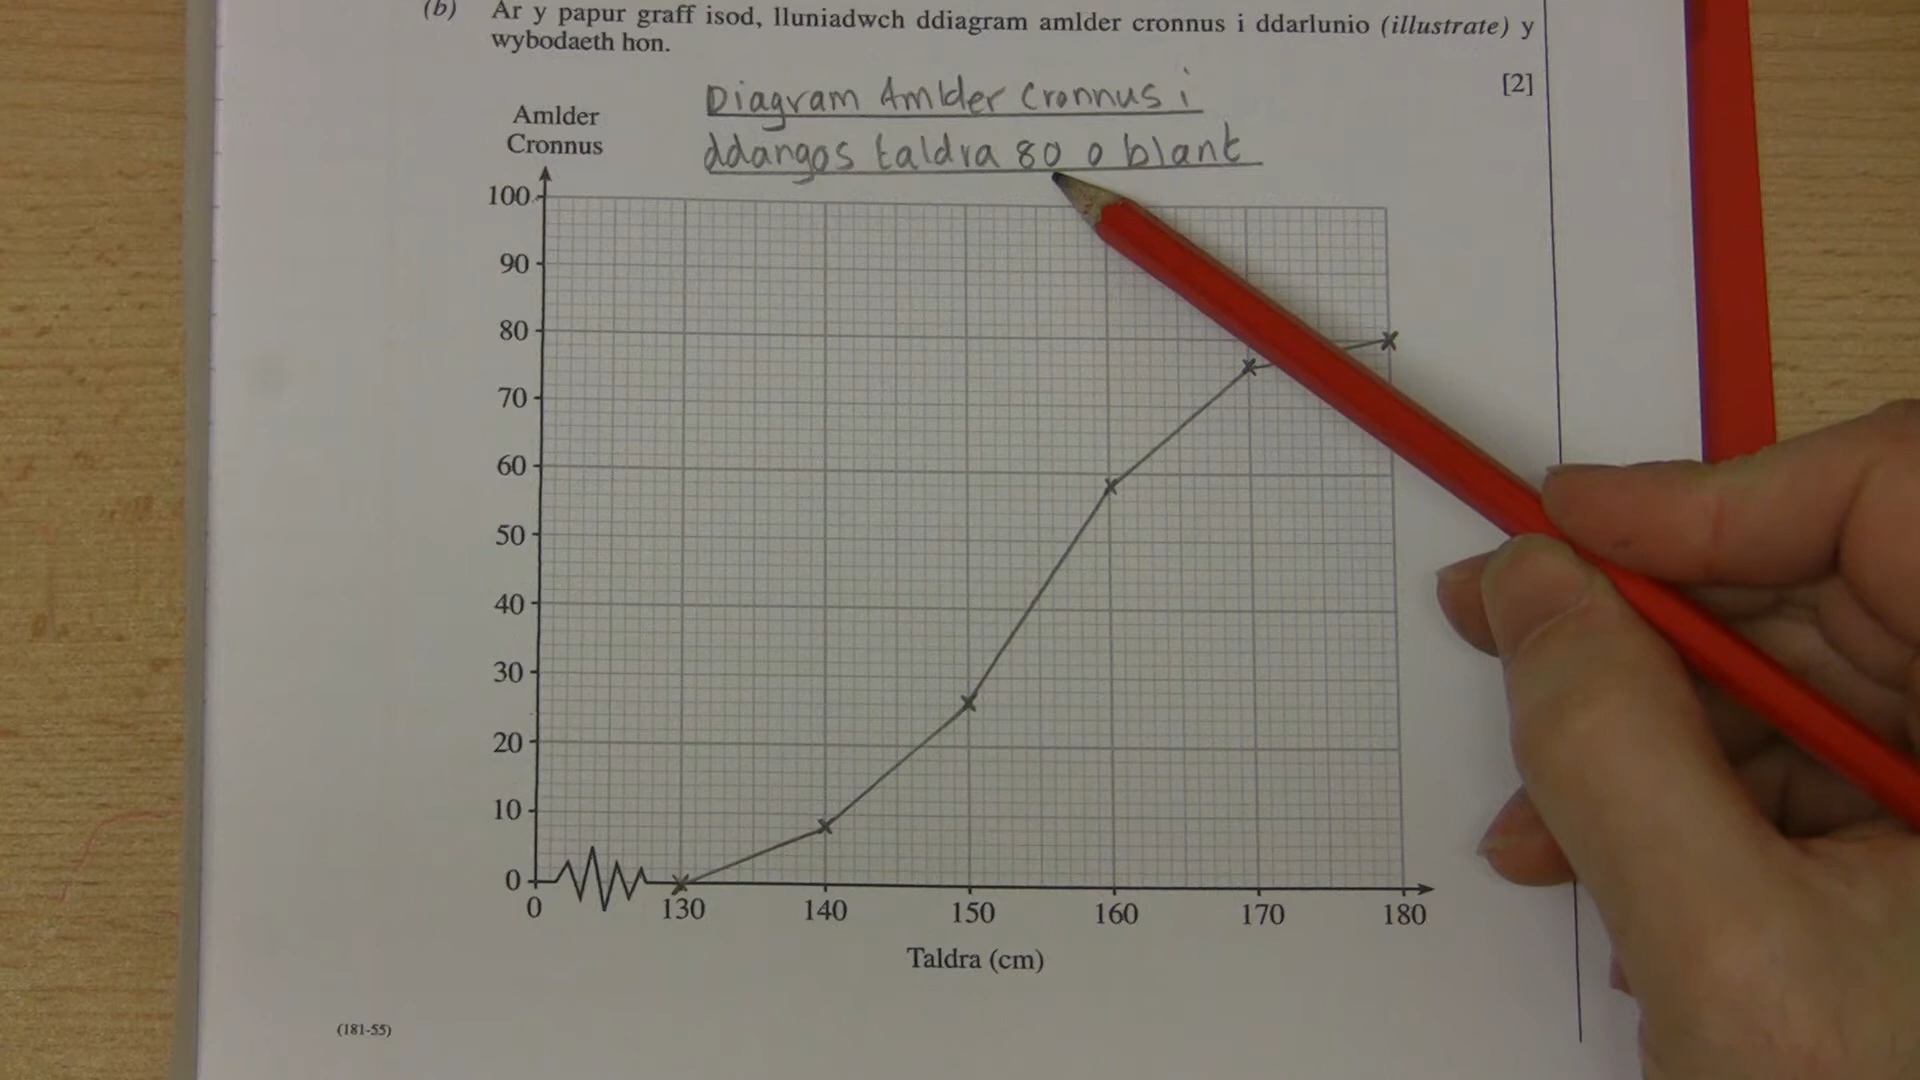 (b) Ar y papur graff isod, lluniadwch ddiagram amlder cronnus i ddarlunio (illustrate) y
wybodaeth hon.
[2]
Diagram Amlder Cronnus i
ddangos taldra 80 o blant
Amlder
Cronnus
100
90
80
70
60
50
40
30
20
10
0
0 130 140 150 160 170 180
Taldra (cm)
(181-55)